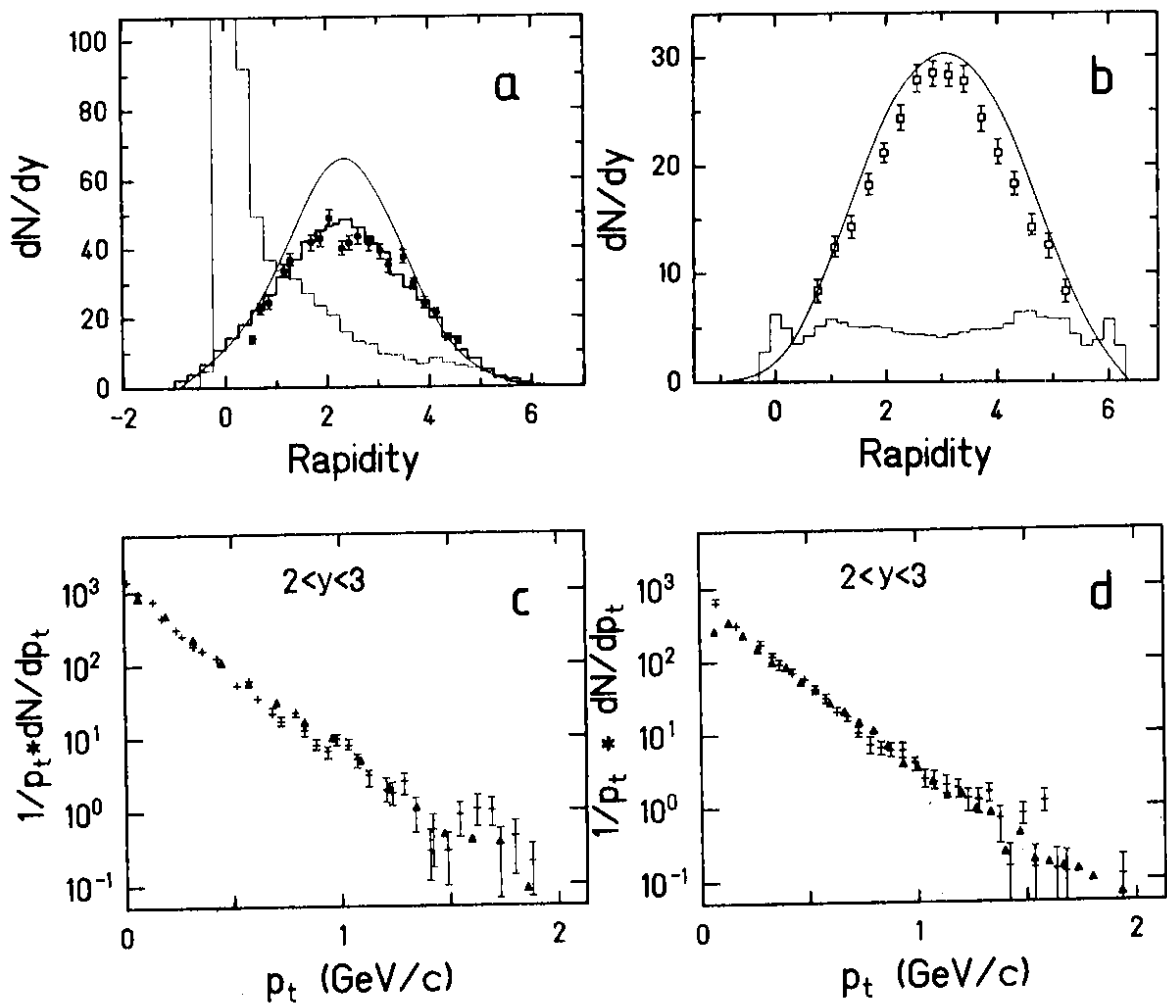 a
dN/dy
100
80
60
40
20
0
-2 0 2 4 6
Rapidity
b
dN/dy
30
20
10
0
0 2 4 6
Rapidity
c
2<y<3
1/pₜ*dN/dpₜ
10³
10²
10¹
10⁰
10⁻¹
0 1 2
pₜ (GeV/c)
d
2<y<3
1/pₜ * dN/dpₜ
10³
10²
10¹
10⁰
10⁻¹
0 1 2
pₜ (GeV/c)